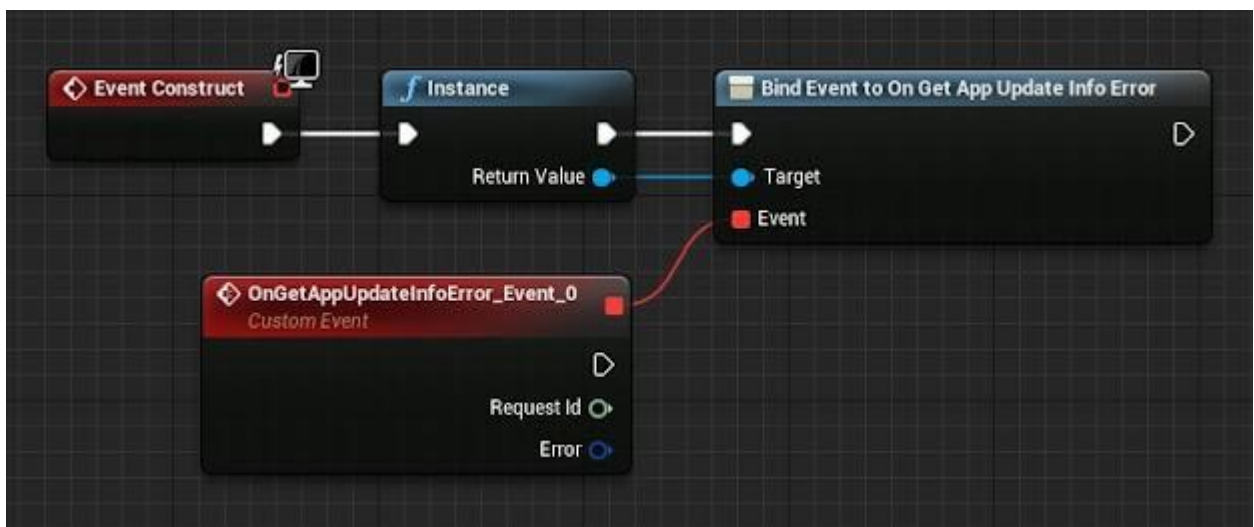 Event Construct
Instance
Return Value
Bind Event to On Get App Update Info Error
Target
Event
OnGetAppUpdateInfoError_Event_0
Custom Event
Request Id
Error